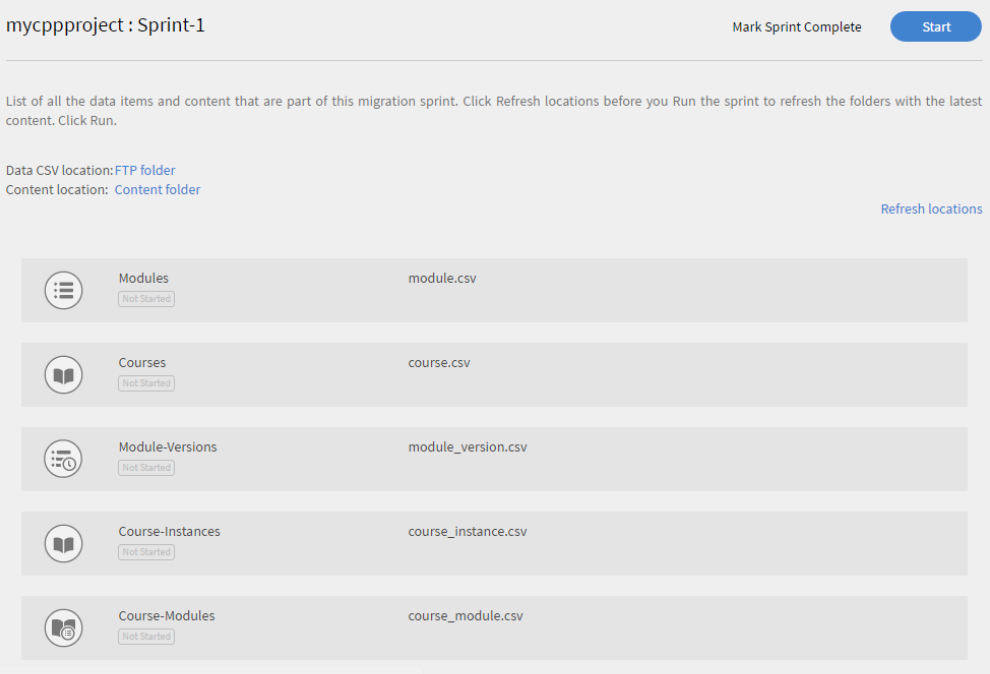 mycppproject : Sprint-1
Mark Sprint Complete
Start
List of all the data items and content that are part of this migration sprint. Click Refresh locations before you Run the sprint to refresh the folders with the latest
content. Click Run.
Data CSV location: FTP folder
Content location: Content folder
Refresh locations
Modules
module.csv
Not Started
Courses
course.csv
Not Started
Module-Versions
module_version.csv
Not Started
Course-Instances
course_instance.csv
Not Started
Course-Modules
course_module.csv
Not Started